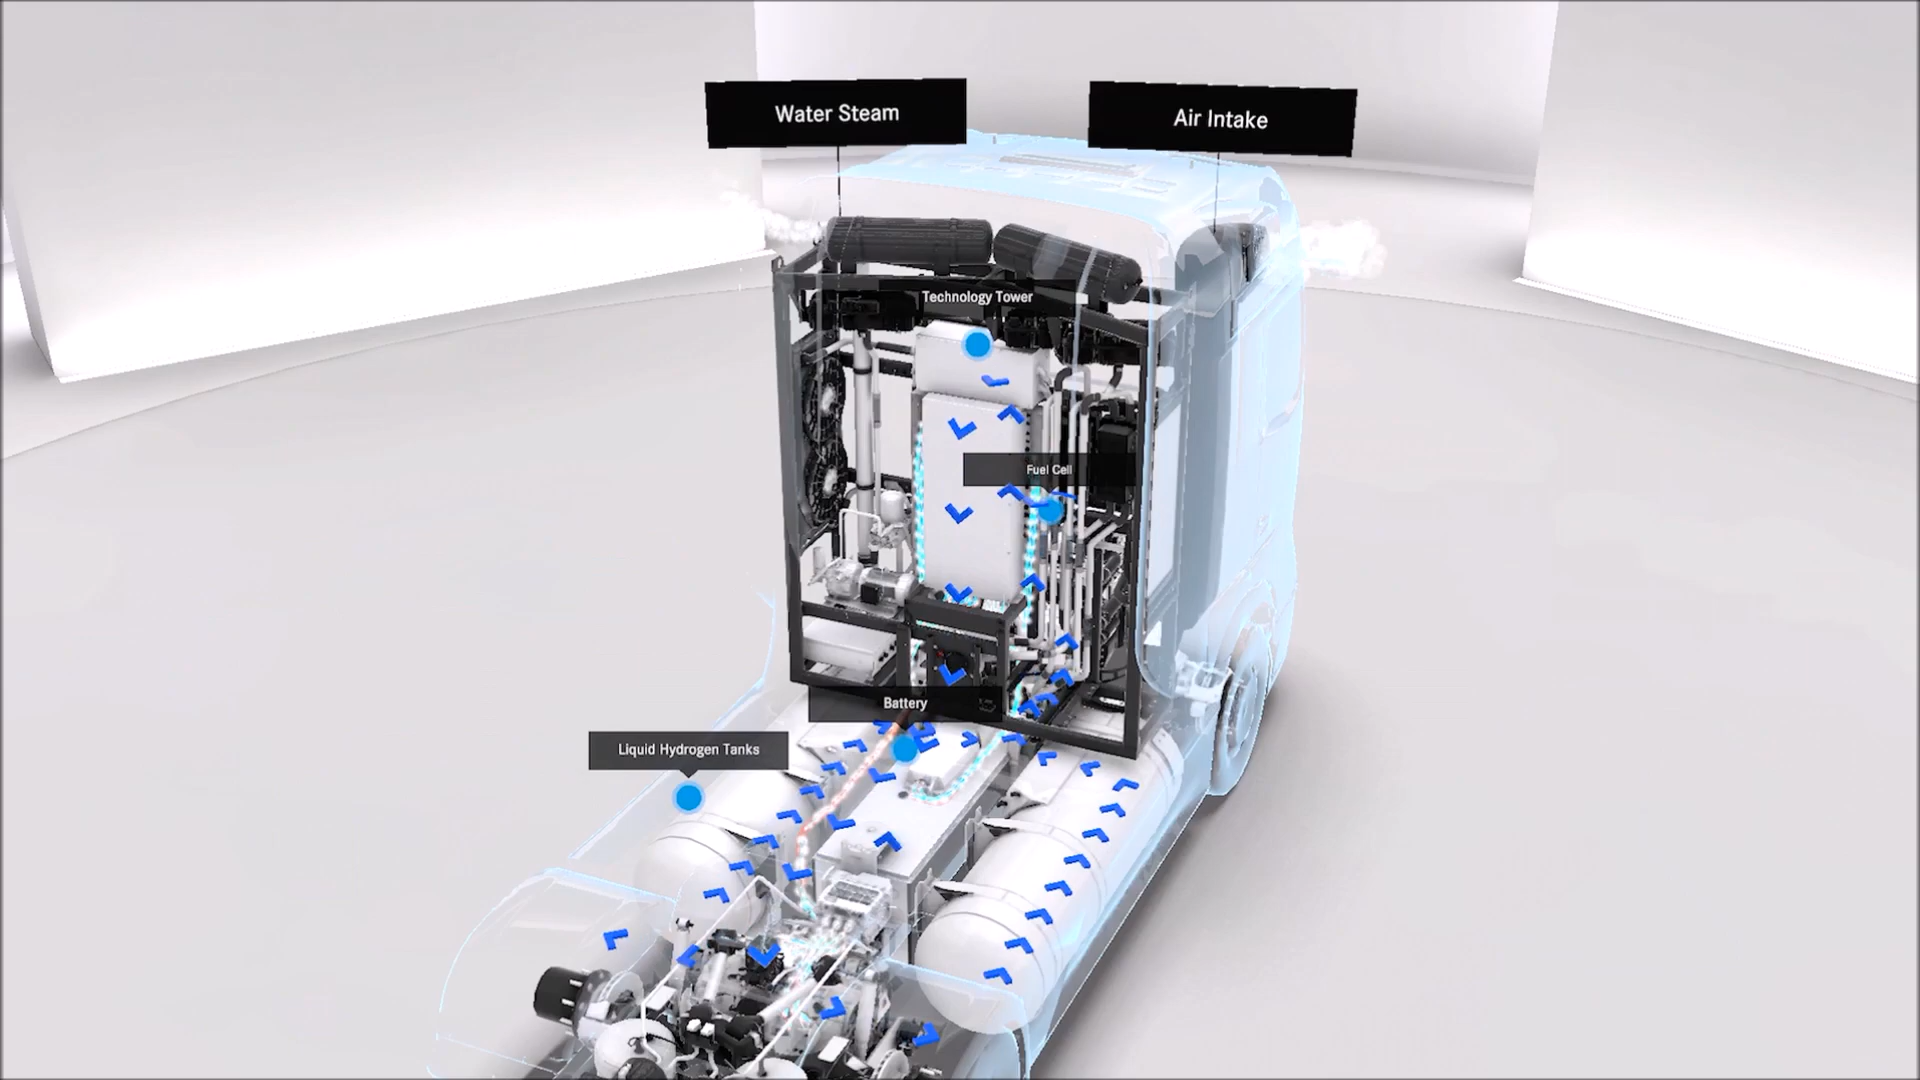 Water Steam
Air Intake
Technology Tower
Fuel Cell
Battery
Liquid Hydrogen Tanks